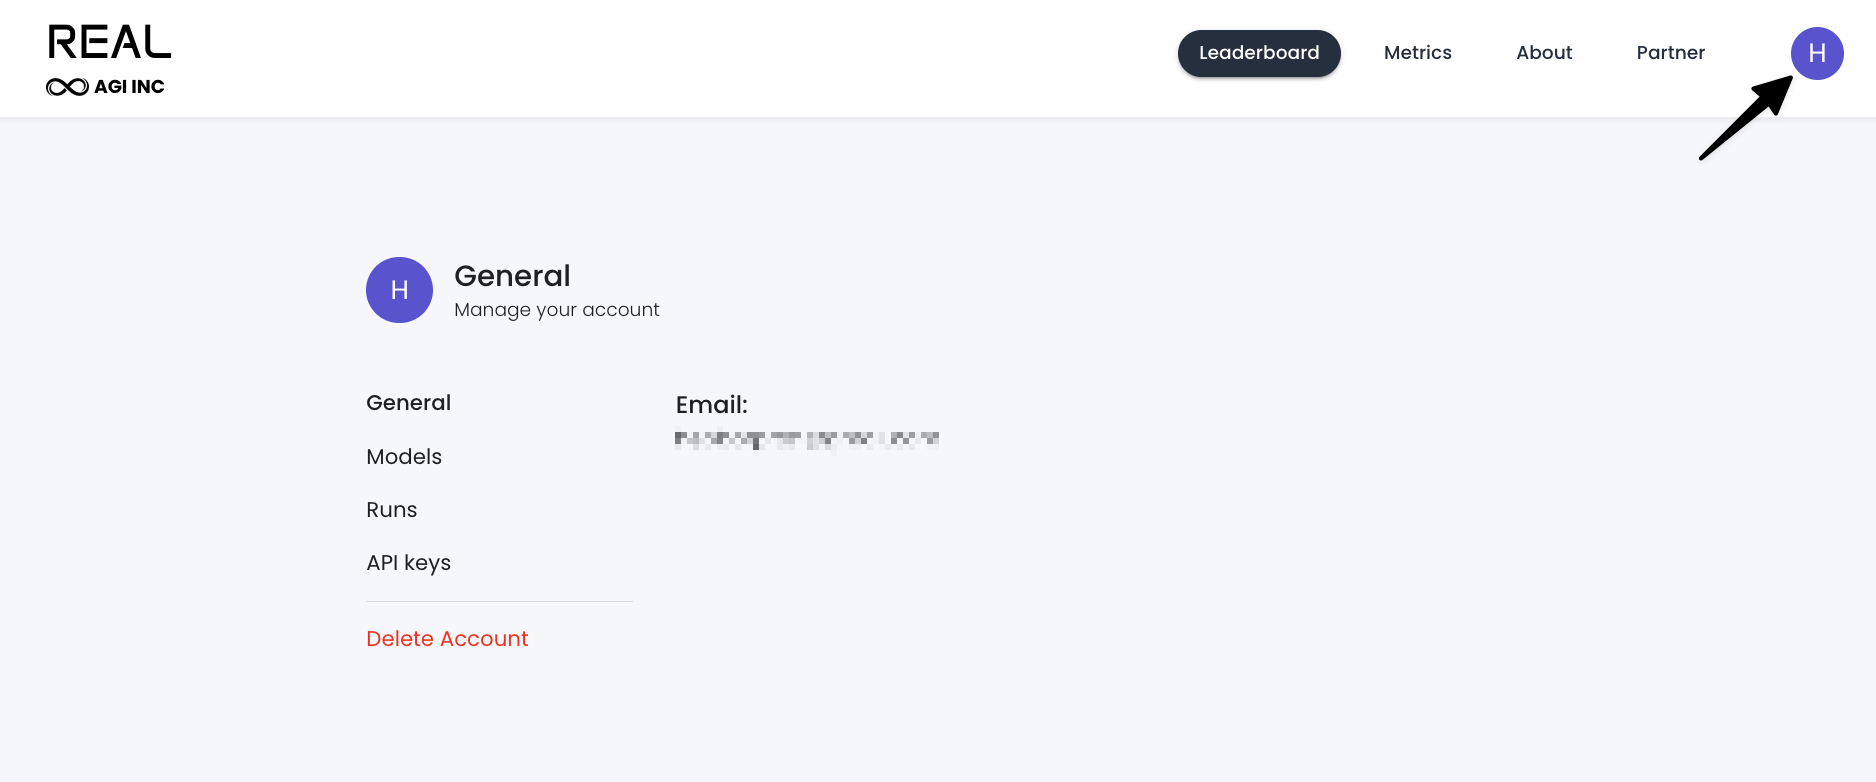 REAL
AGI INC
Leaderboard
Metrics
About
Partner
H
H
General
Manage your account
General
Models
Runs
API keys
Delete Account
Email: